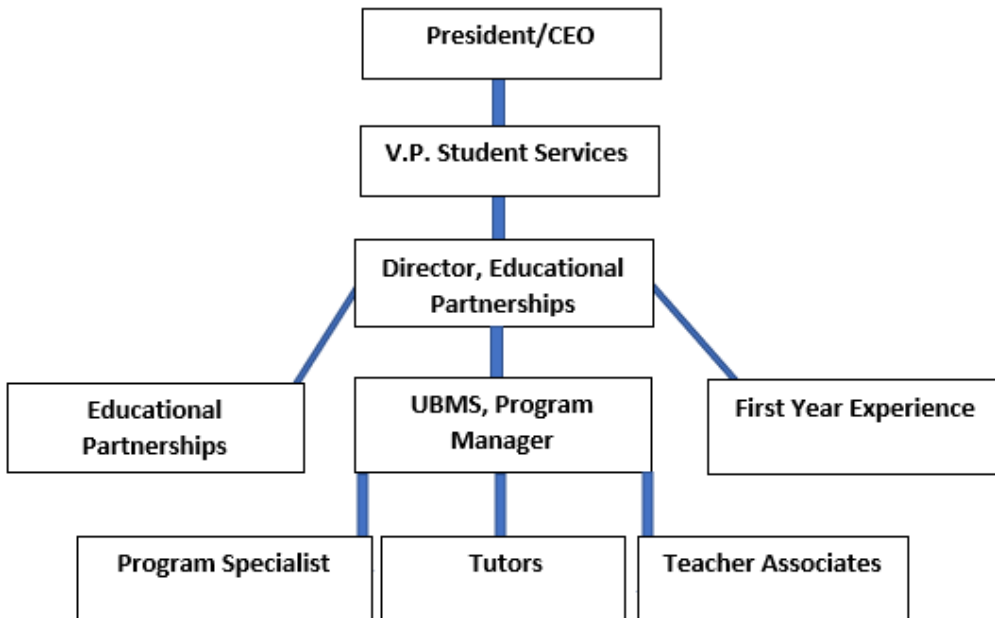 President/CEO
V.P. Student Services
Director, Educational
Partnerships
Educational
Partnerships
UBMS, Program
Manager
First Year Experience
Program Specialist
Tutors
Teacher Associates